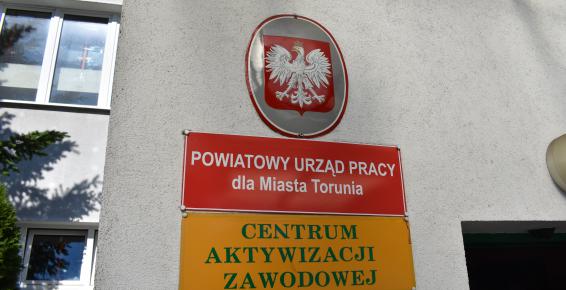 POWIATOWY URZĄD PRACY
dla Miasta Torunia
CENTRUM
AKTYWIZACJI
ZAWODOWEJ